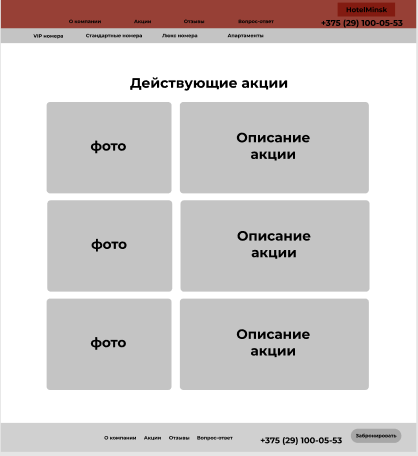 HotelMinsk
О компании Акции Отзывы Вопрос-ответ +375 (29) 100-05-53
VIP номера Стандартные номера Люкс номера Апартаменты
Действующие акции
фото
Описание
акции
фото
Описание
акции
фото
Описание
акции
О компании Акции Отзывы Вопрос-ответ +375 (29) 100-05-53 Забронировать